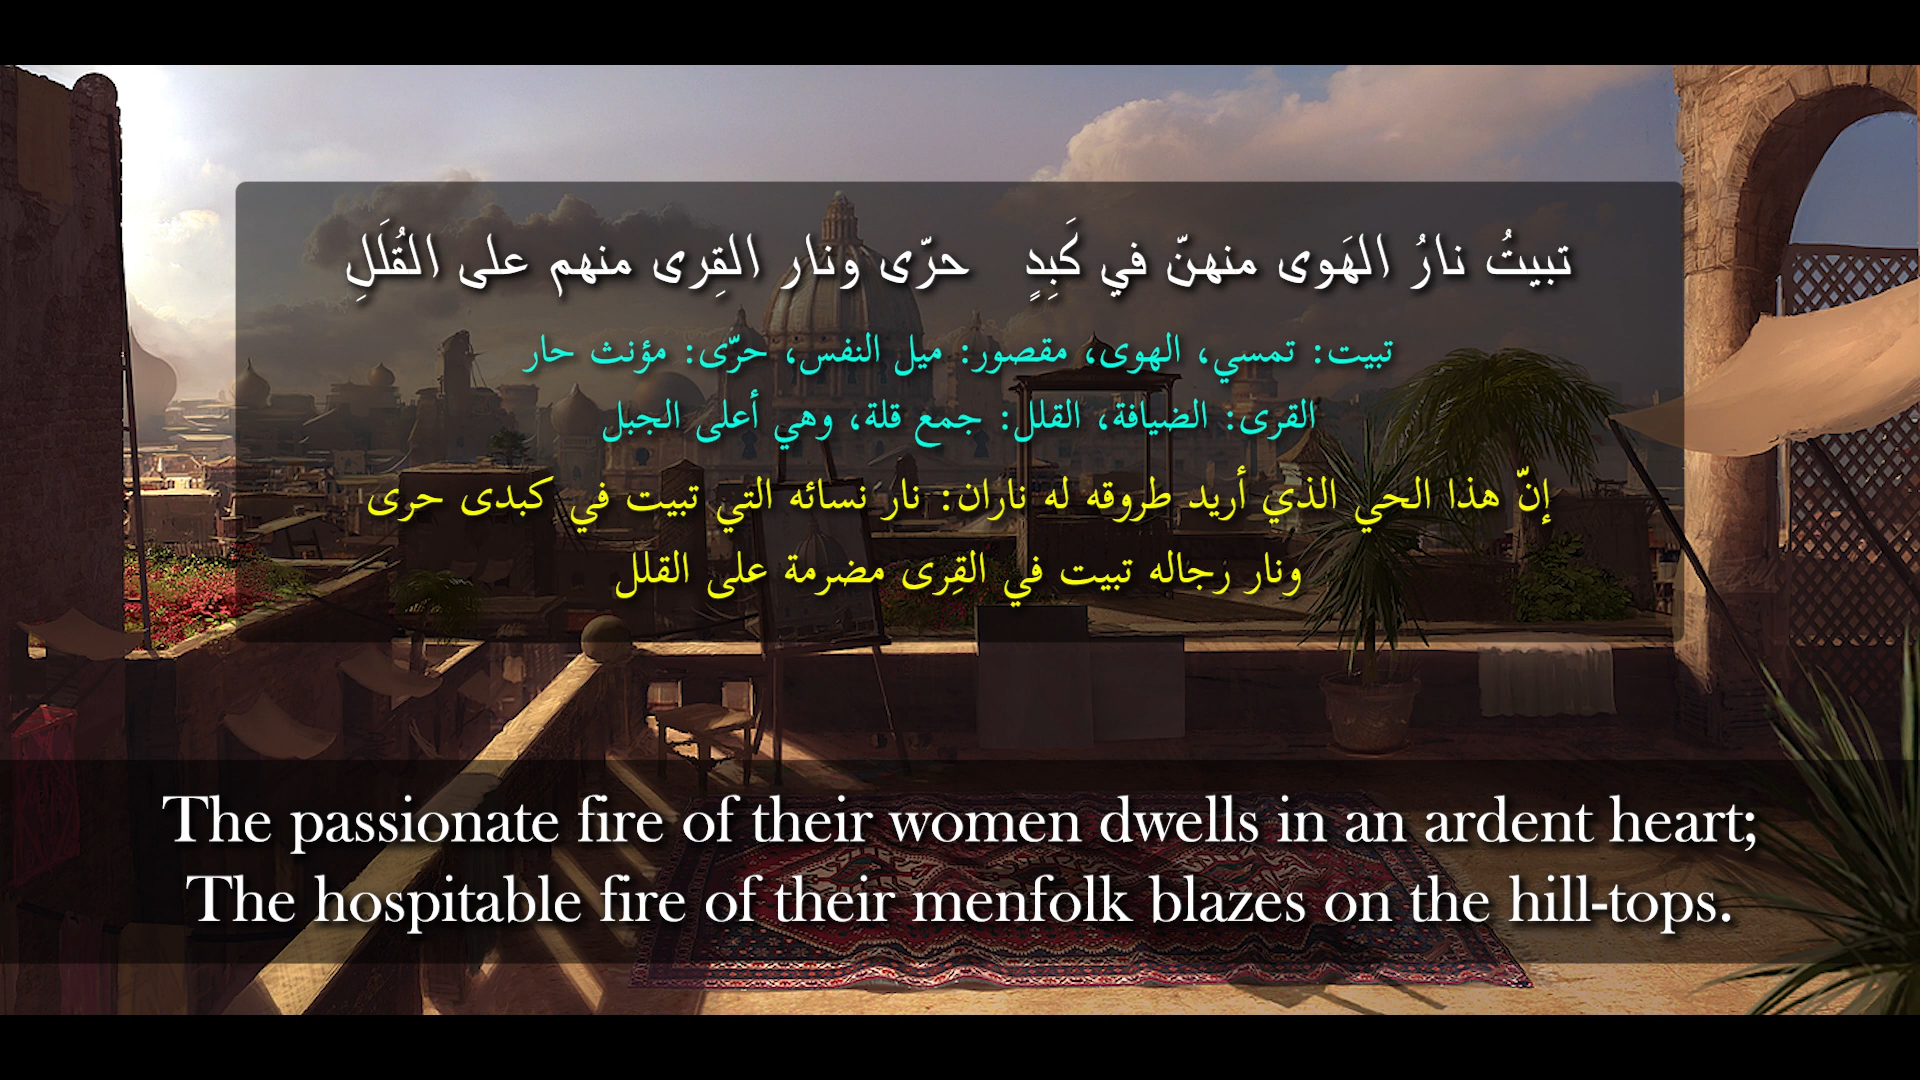 تبيتُ نارُ الهَوى منهنّ في كَبِدٍ   حرّى ونار القِرى منهم على القُلَلِ
تبيت: تمسي، الهوى، مقصور: ميل النفس، حرّى: مؤنث حار
القرى: الضيافة، القلل: جمع قلة، وهي أعلى الجبل
إنّ هذا الحي الذي أريد طروقه له ناران: نار نسائه التي تبيت في كبدى حرى
ونار رجاله تبيت في القِرى مضرمة على القلل
The passionate fire of their women dwells in an ardent heart;
The hospitable fire of their menfolk blazes on the hill-tops.